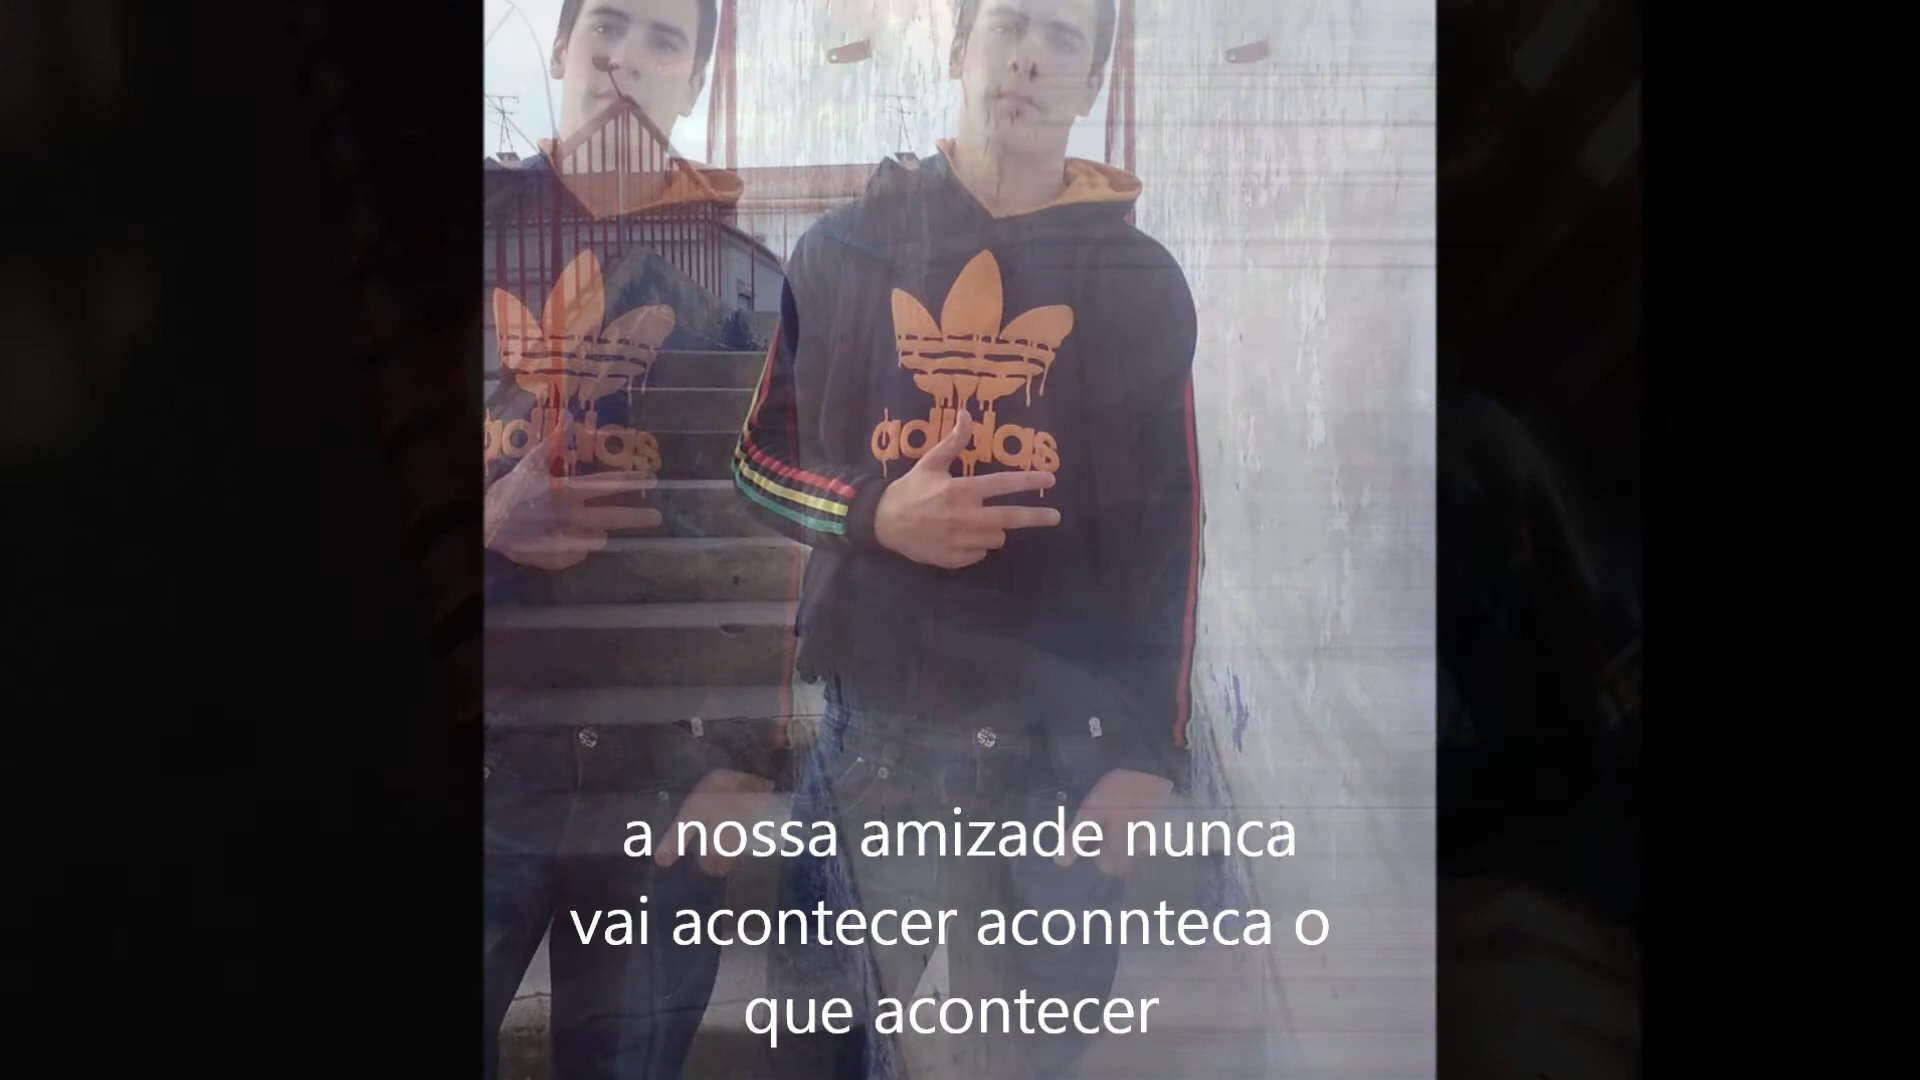 adidas
adidas
a nossa amizade nunca
vai acontecer aconnteca o
que acontecer